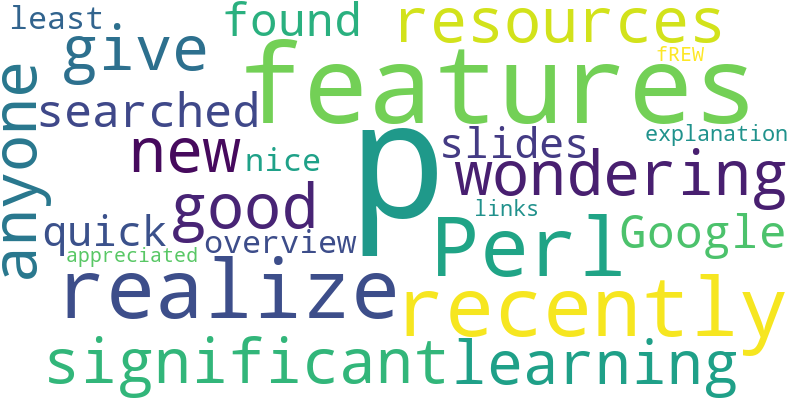 least
found
resources
give
features
fREW
anyone
searched
p
new
nice
slides
explanation
wondering
good
links
quick
overview
Perl
Google
appreciated
realize
recently
significant
learning